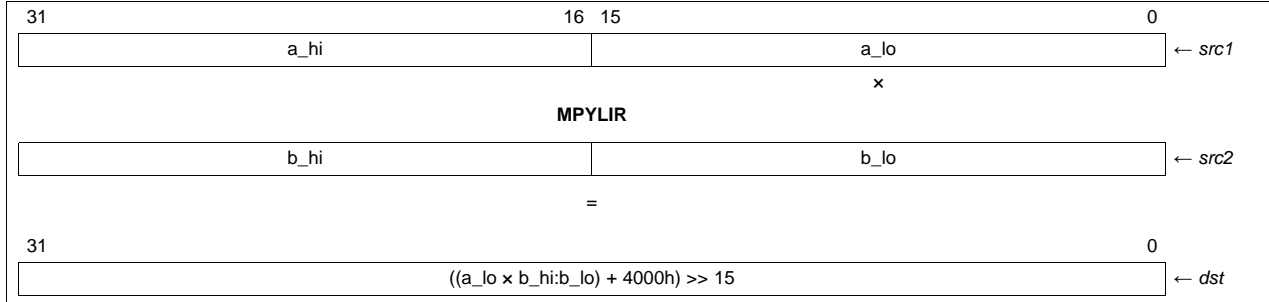 31 16 15 0
a_hi a_lo ← src1
×
MPYLIR
b_hi b_lo ← src2
=
31 0
((a_lo × b_hi:b_lo) + 4000h) >> 15 ← dst